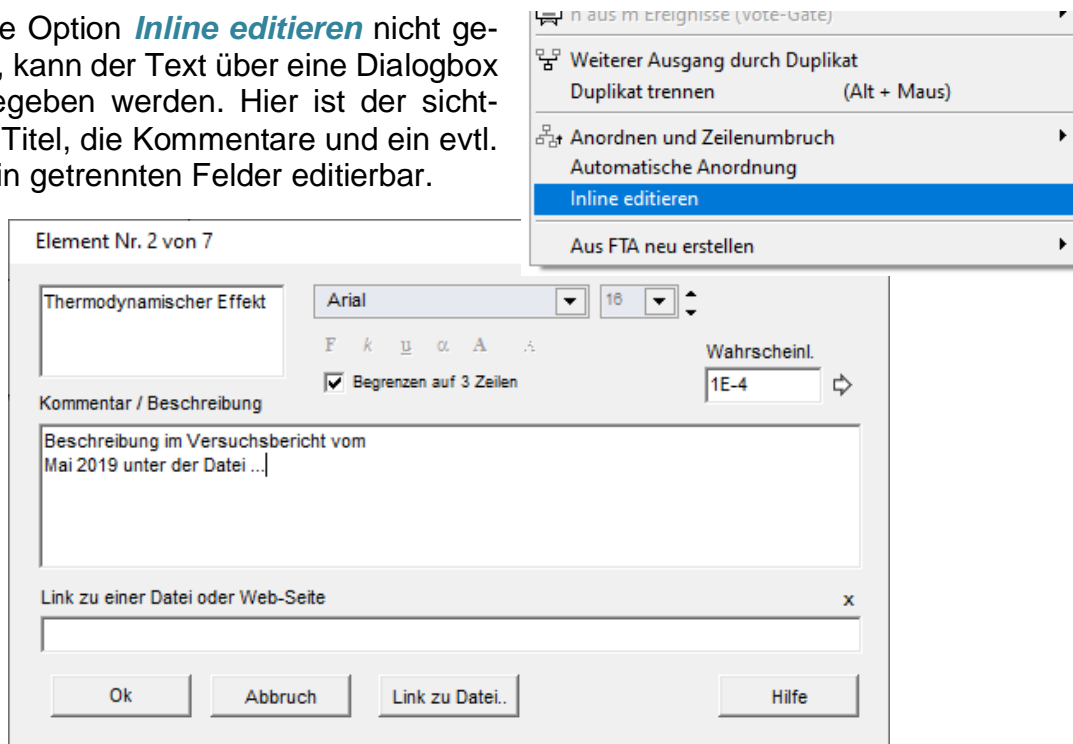 e Option Inline editieren nicht ge-
, kann der Text über eine Dialogbox
egeben werden. Hier ist der sicht-
Titel, die Kommentare und ein evtl.
in getrennten Felder editierbar.
n aus m Ereignisse (Vote-Gate)
Weiterer Ausgang durch Duplikat
Duplikat trennen (Alt + Maus)
Anordnen und Zeilenumbruch
Automatische Anordnung
Inline editieren
Aus FTA neu erstellen
Element Nr. 2 von 7
Thermodynamischer Effekt
Arial 16
F k u α A A
Begrenzen auf 3 Zeilen
Wahrscheinl.
1E-4
Kommentar / Beschreibung
Beschreibung im Versuchsbericht vom
Mai 2019 unter der Datei ...
Link zu einer Datei oder Web-Seite x
Ok Abbruch Link zu Datei.. Hilfe